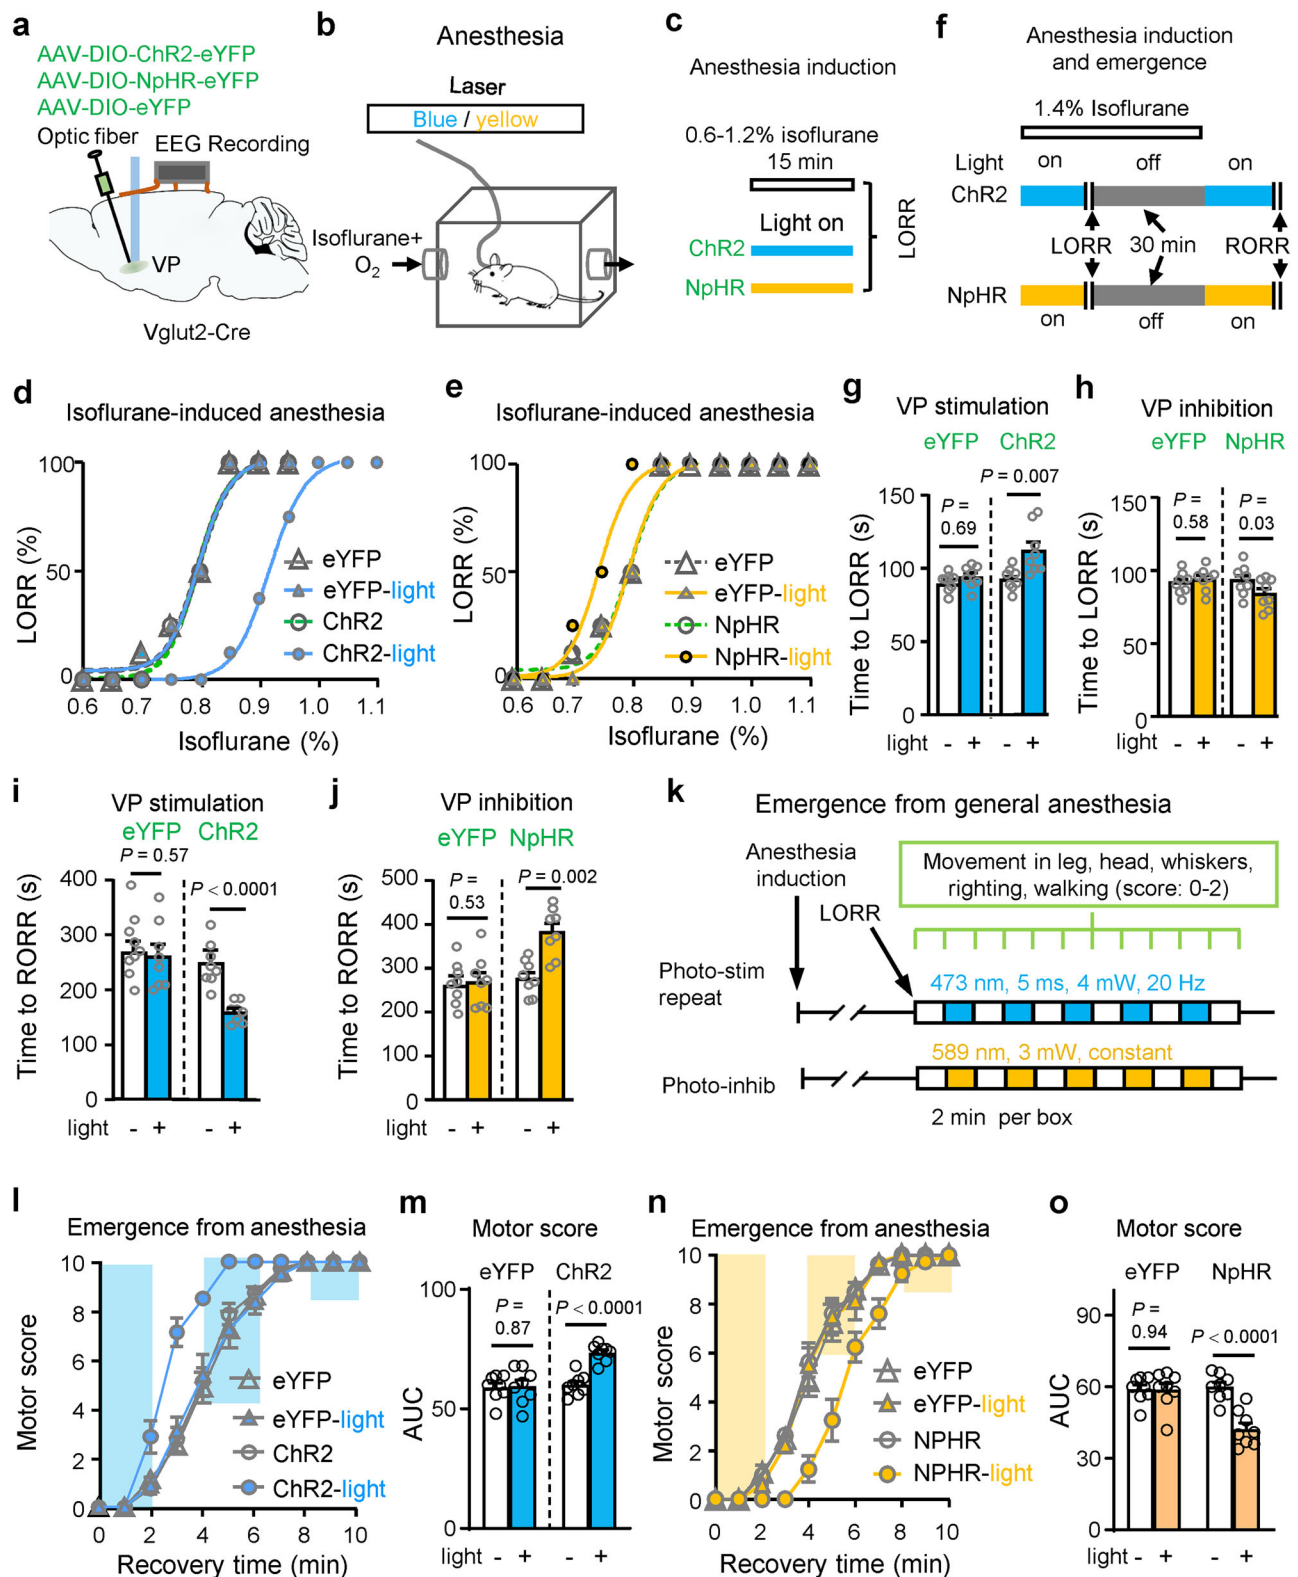 a
AAV-DIO-ChR2-eYFP
AAV-DIO-NpHR-eYFP
AAV-DIO-eYFP
Optic fiber
EEG Recording
VP
Vglut2-Cre
b
Anesthesia
Laser
Blue / yellow
Isoflurane+
O2
c
Anesthesia induction
0.6-1.2% isoflurane
15 min
Light on
ChR2
NpHR
LORR
f
Anesthesia induction
and emergence
1.4% Isoflurane
Light on off on
ChR2
LORR 30 min RORR
NpHR
on off on
d
Isoflurane-induced anesthesia
LORR (%)
100
50
0
eYFP
eYFP-light
ChR2
ChR2-light
0.6 0.7 0.8 0.9 1.0 1.1
Isoflurane (%)
e
Isoflurane-induced anesthesia
LORR (%)
100
50
0
eYFP
eYFP-light
NpHR
NpHR-light
0.6 0.7 0.8 0.9 1.0 1.1
Isoflurane (%)
g
VP stimulation
eYFP ChR2
P = 0.007
P =
0.69
Time to LORR (s)
150
100
50
0
light - + - +
h
VP inhibition
eYFP NpHR
P = P =
0.58 0.03
Time to LORR (s)
150
100
50
0
light - + - +
i
VP stimulation
eYFP ChR2
P = 0.57
P < 0.0001
Time to RORR (s)
400
300
200
100
0
light - + - +
j
VP inhibition
eYFP NpHR
P = P = 0.002
0.53
Time to RORR (s)
500
400
300
200
100
0
light - + - +
k
Emergence from general anesthesia
Anesthesia
induction
LORR
Movement in leg, head, whiskers,
righting, walking (score: 0-2)
Photo-stim
repeat
473 nm, 5 ms, 4 mW, 20 Hz
589 nm, 3 mW, constant
Photo-inhib
2 min per box
l
Emergence from anesthesia
Motor score
10
8
6
4
2
0
eYFP
eYFP-light
ChR2
ChR2-light
0 2 4 6 8 10
Recovery time (min)
m
Motor score
eYFP ChR2
P = P < 0.0001
0.87
AUC
100
50
0
light - + - +
n
Emergence from anesthesia
Motor score
10
8
6
4
2
0
eYFP
eYFP-light
NPHR
NPHR-light
0 2 4 6 8 10
Recovery time (min)
o
Motor score
eYFP NpHR
P = P < 0.0001
0.94
AUC
90
60
30
0
light - + - +